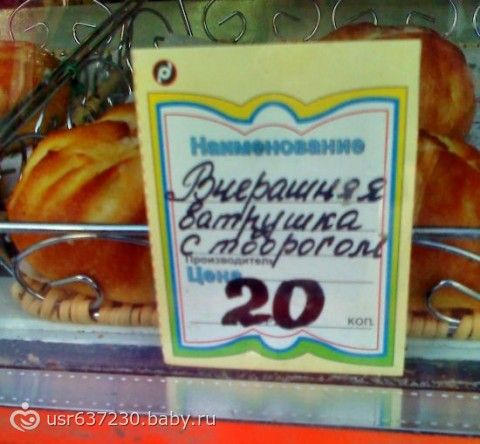 Наименование
Вчерашняя
ватрушка
с творогом
Производитель
Цена
20
коп.
usr637230.baby.ru